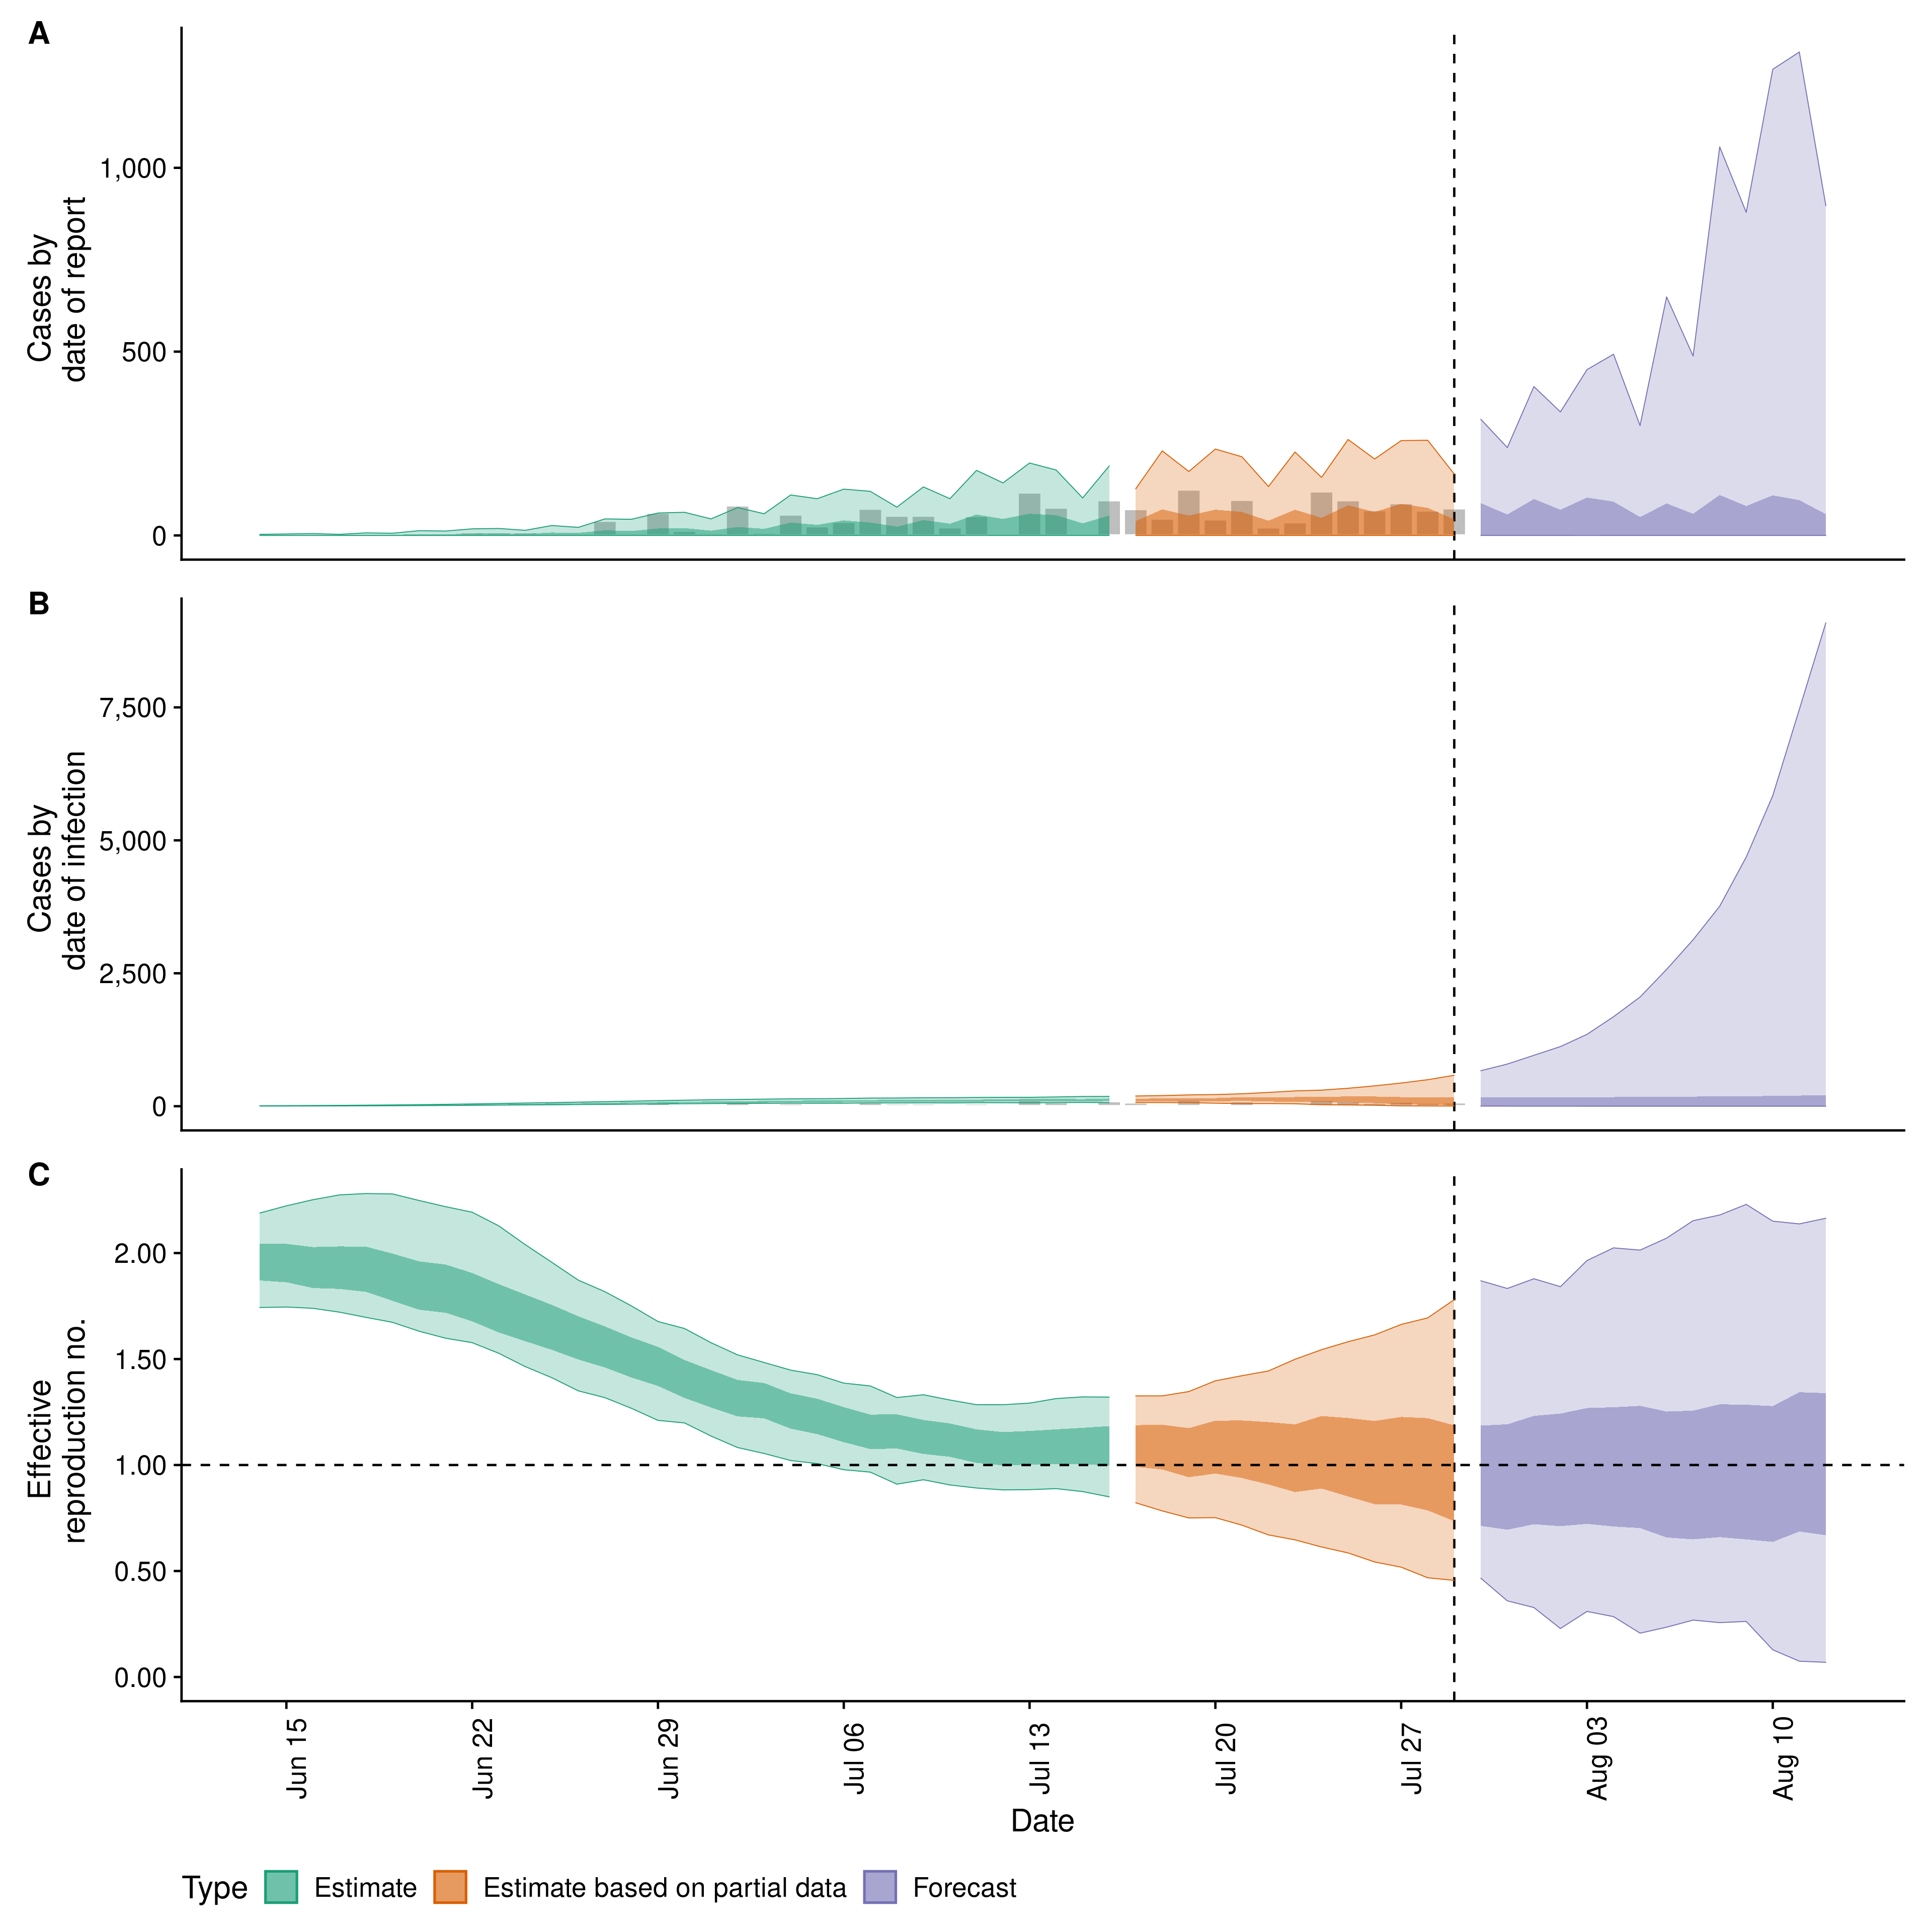 A
Cases by
date of report
1,000
500
0
B
Cases by
date of infection
7,500
5,000
2,500
0
C
Effective
reproduction no.
2.00
1.50
1.00
0.50
0.00
Jun 15
Jun 22
Jun 29
Jul 06
Jul 13
Jul 20
Jul 27
Aug 03
Aug 10
Date
Type
Estimate
Estimate based on partial data
Forecast